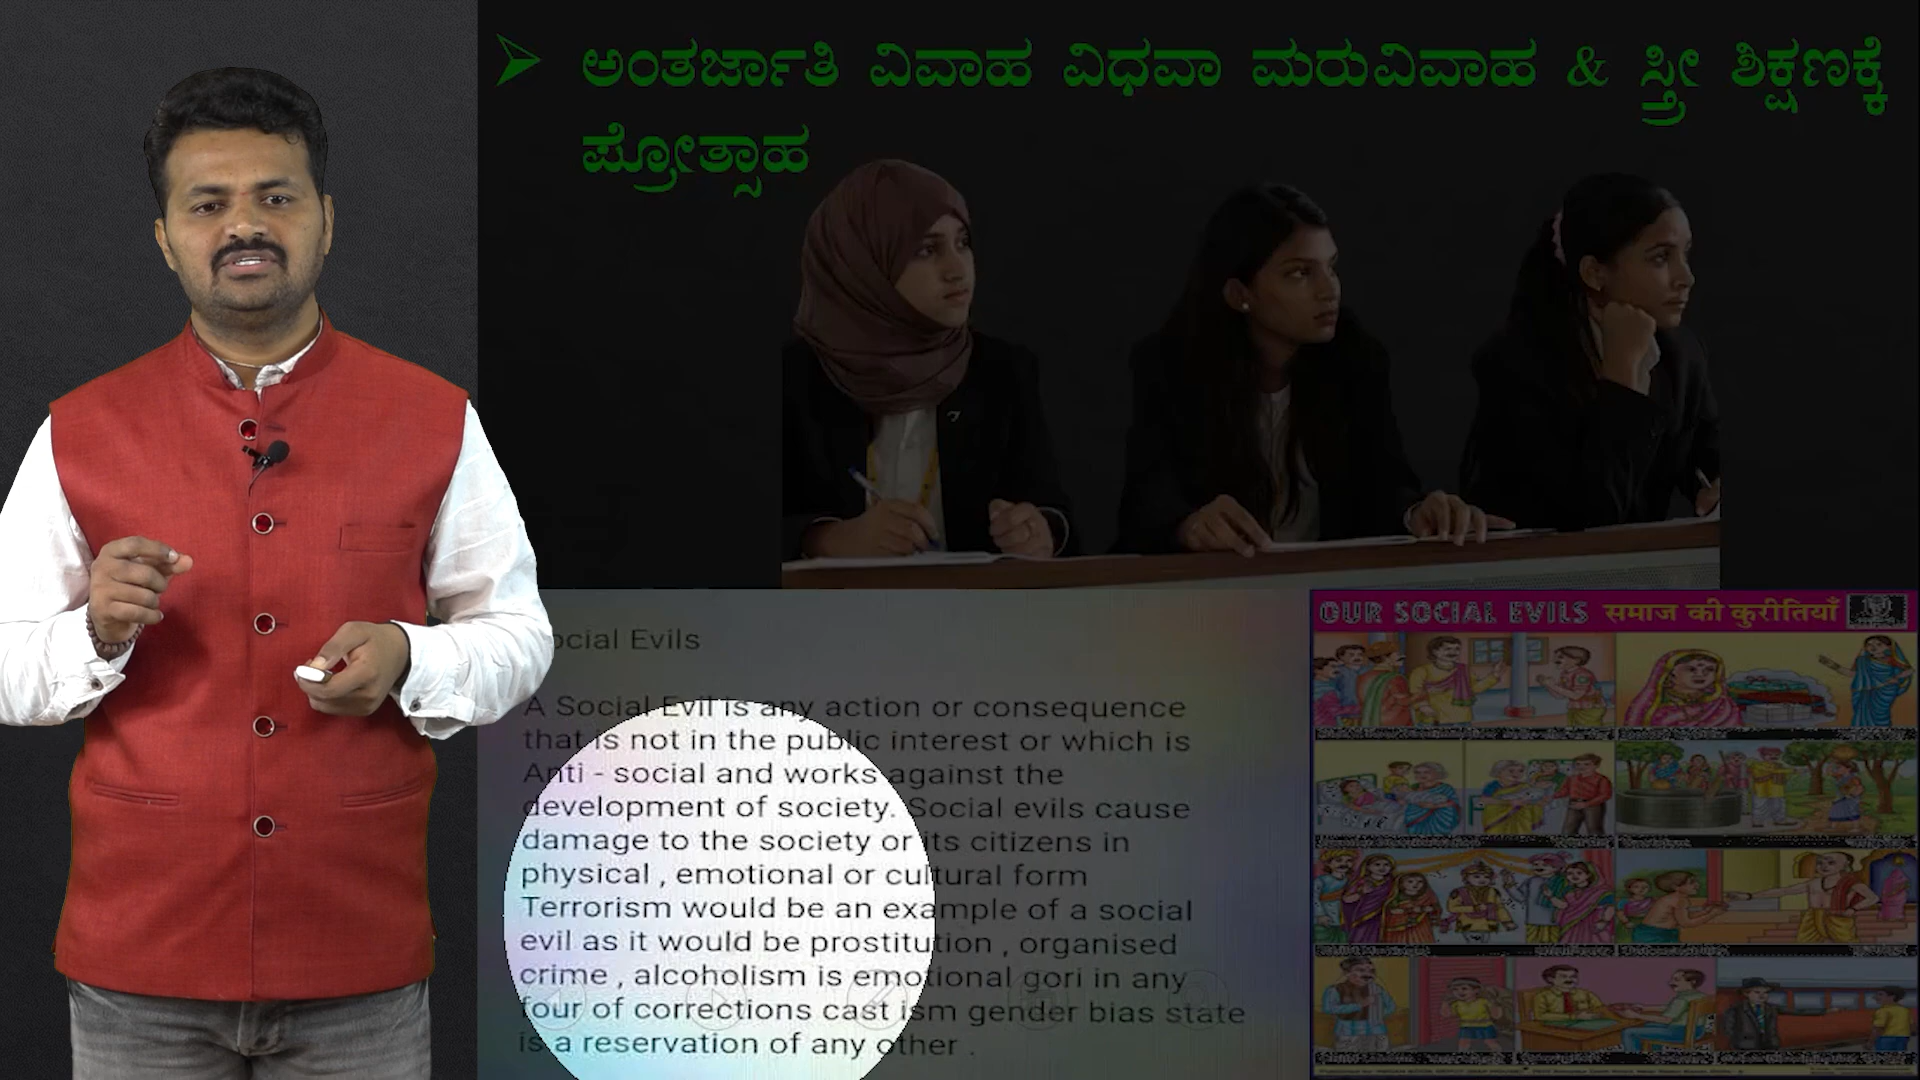 ➢ ಅಂತರ್ಜಾತಿ ವಿವಾಹ ವಿಧವಾ ಮರುವಿವಾಹ & ಸ್ತ್ರೀ ಶಿಕ್ಷಣಕ್ಕೆ
ಪ್ರೋತ್ಸಾಹ
ocial Evils
A Social Evil is any action or consequence
that is not in the public interest or which is
Anti - social and works against the
development of society. Social evils cause
damage to the society or its citizens in
physical , emotional or cultural form
Terrorism would be an example of a social
evil as it would be prostitution , organised
crime , alcoholism is emotional gori in any
four of corrections cast ism gender bias state
is a reservation of any other .
OUR SOCIAL EVILS समाज की कुरीतियाँ